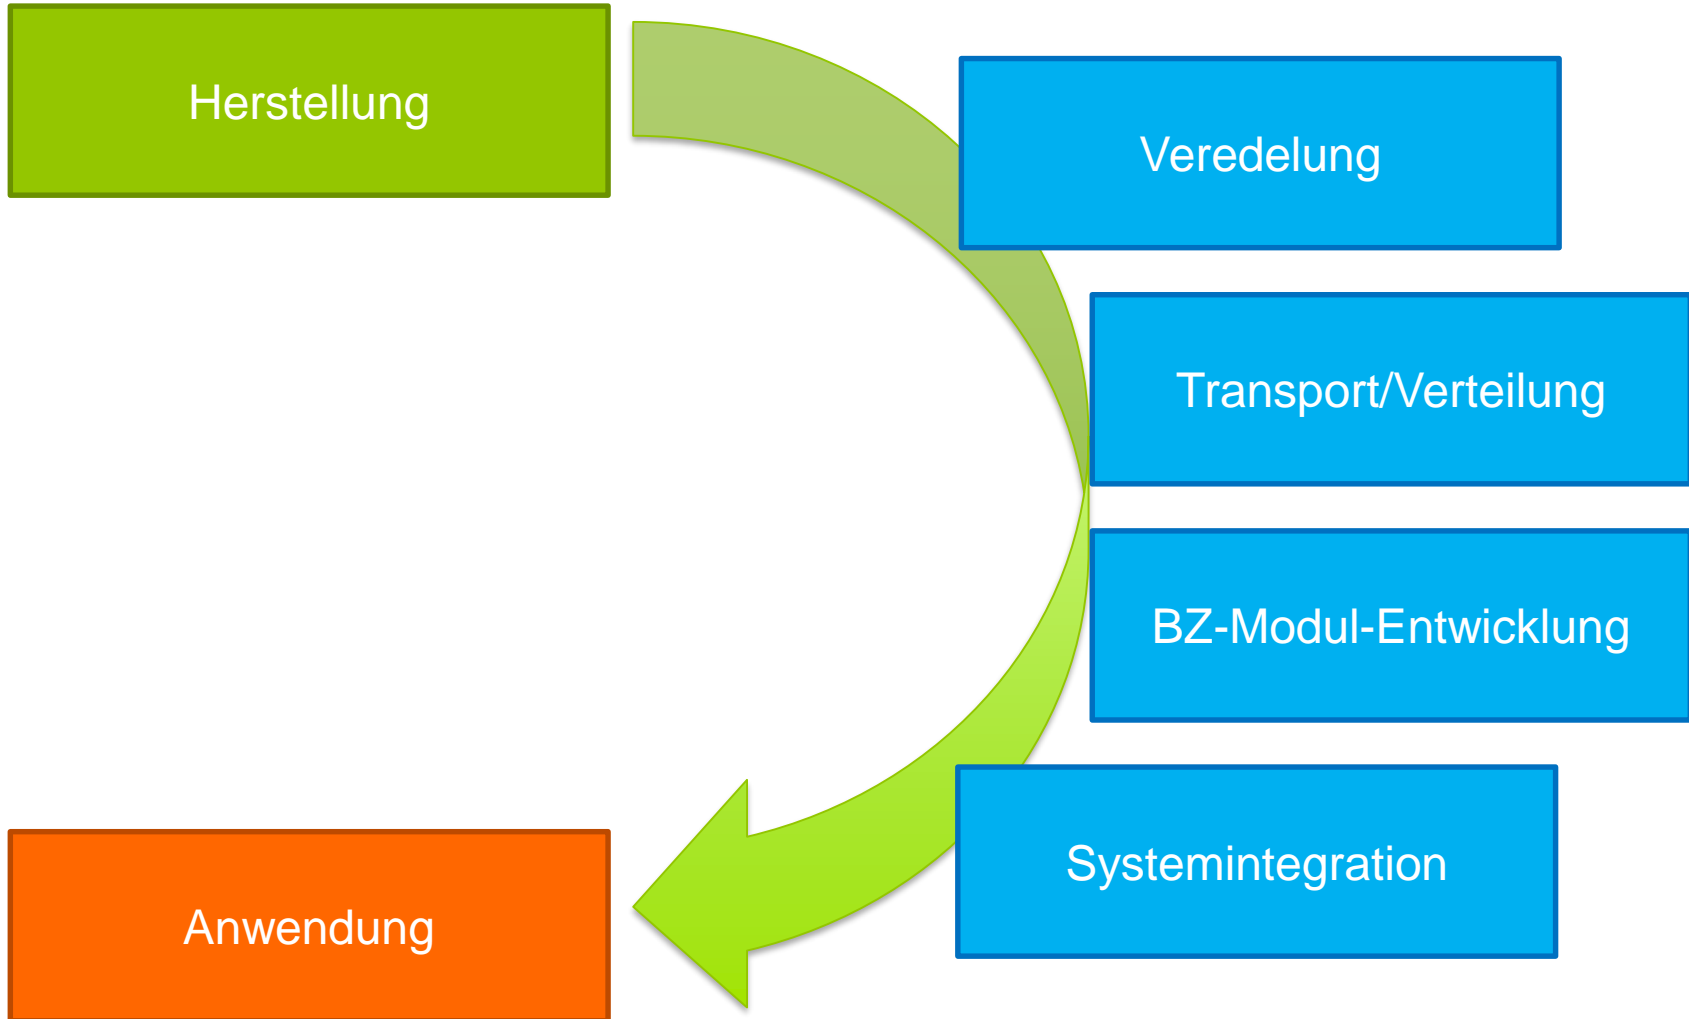 Herstellung
Veredelung
Transport/Verteilung
BZ-Modul-Entwicklung
Systemintegration
Anwendung